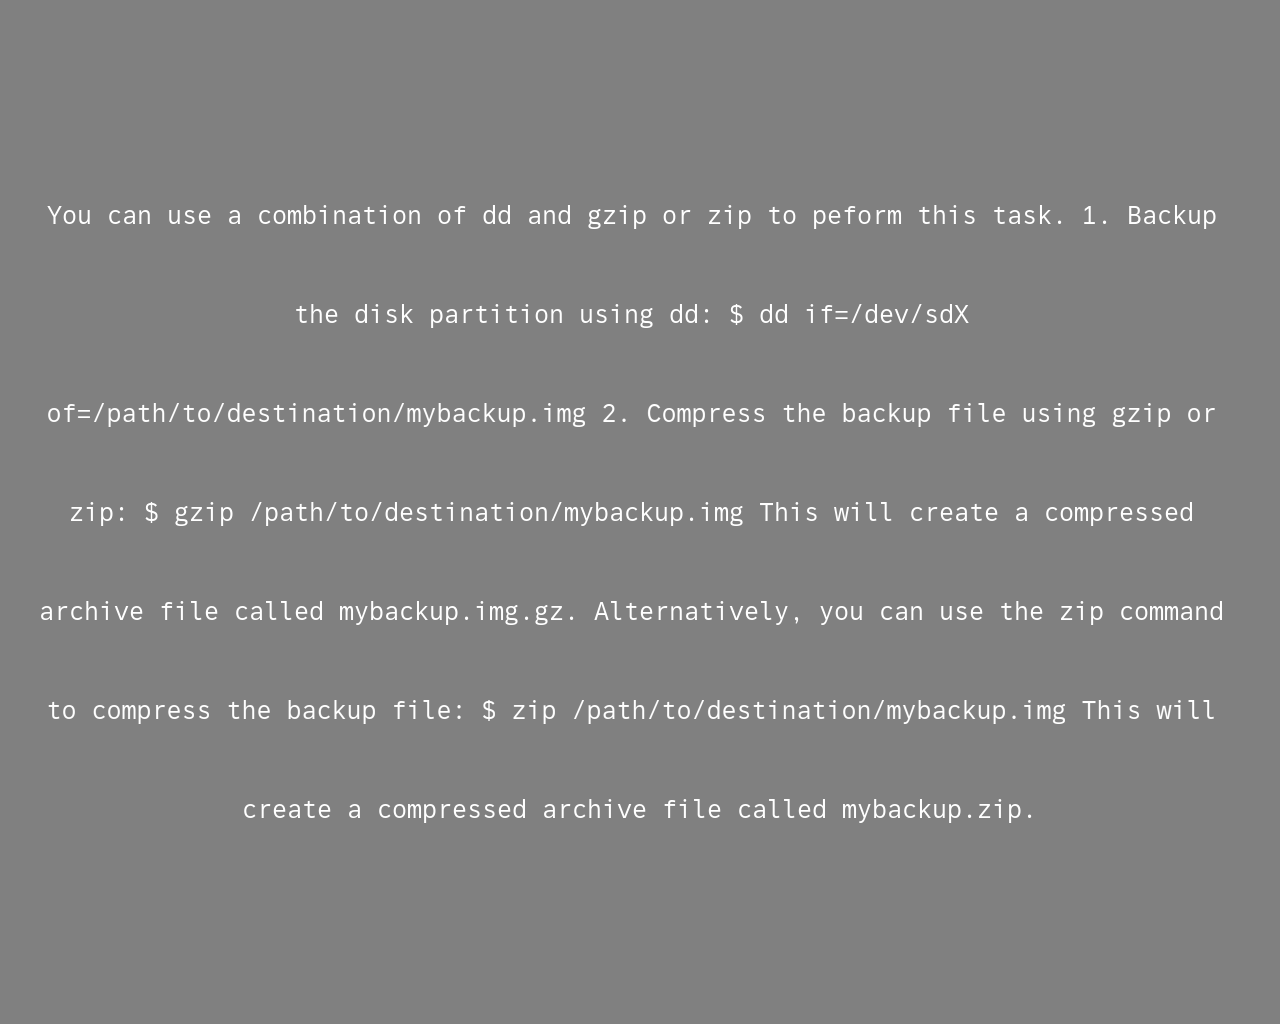 You can use a combination of dd and gzip or zip to peform this task. 1. Backup
the disk partition using dd: $ dd if=/dev/sdX
of=/path/to/destination/mybackup.img 2. Compress the backup file using gzip or
zip: $ gzip /path/to/destination/mybackup.img This will create a compressed
archive file called mybackup.img.gz. Alternatively, you can use the zip command
to compress the backup file: $ zip /path/to/destination/mybackup.img This will
create a compressed archive file called mybackup.zip.